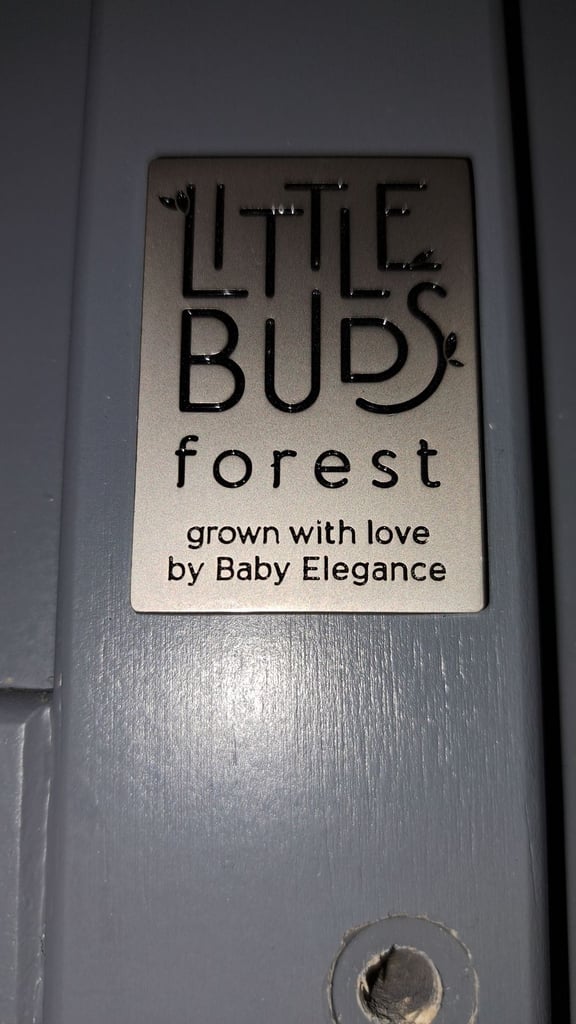 LITTLE
BUDS
forest
grown with love
by Baby Elegance